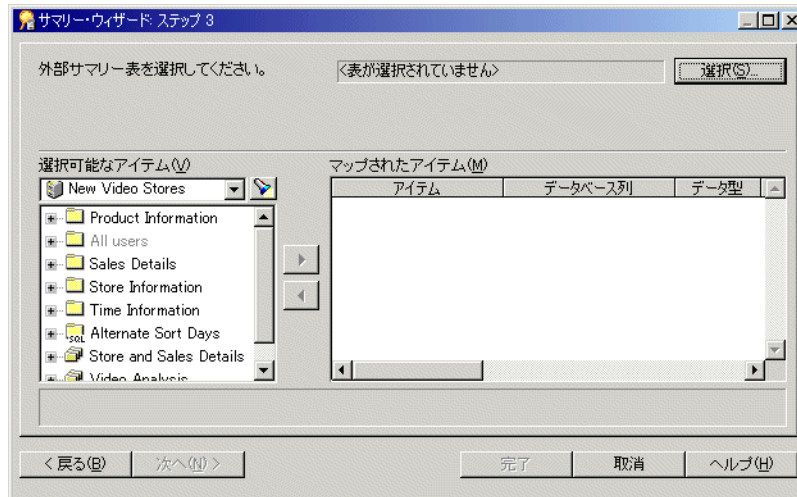 サマリー・ウィザード: ステップ 3
外部サマリー表を選択してください。
<表が選択されていません>
選択(S)...
選択可能なアイテム(V)
マップされたアイテム(M)
New Video Stores
アイテム
データベース列
データ型
Product Information
All users
Sales Details
Store Information
Time Information
SQL
Alternate Sort Days
Store and Sales Details
Video Analysis
< 戻る(B)
次へ(N) >
完了
取消
ヘルプ(H)